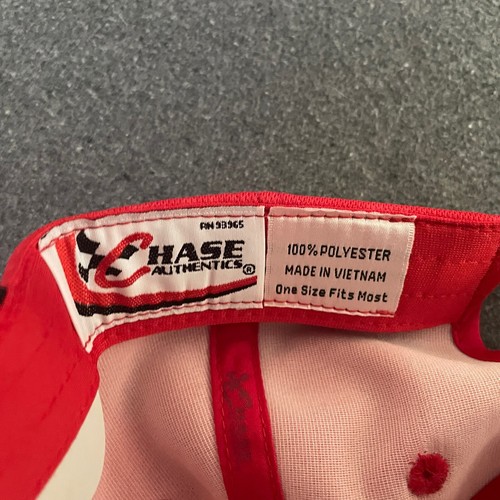 RN 93965
CHASE
AUTHENTICS®
100% POLYESTER
MADE IN VIETNAM
One Size Fits Most